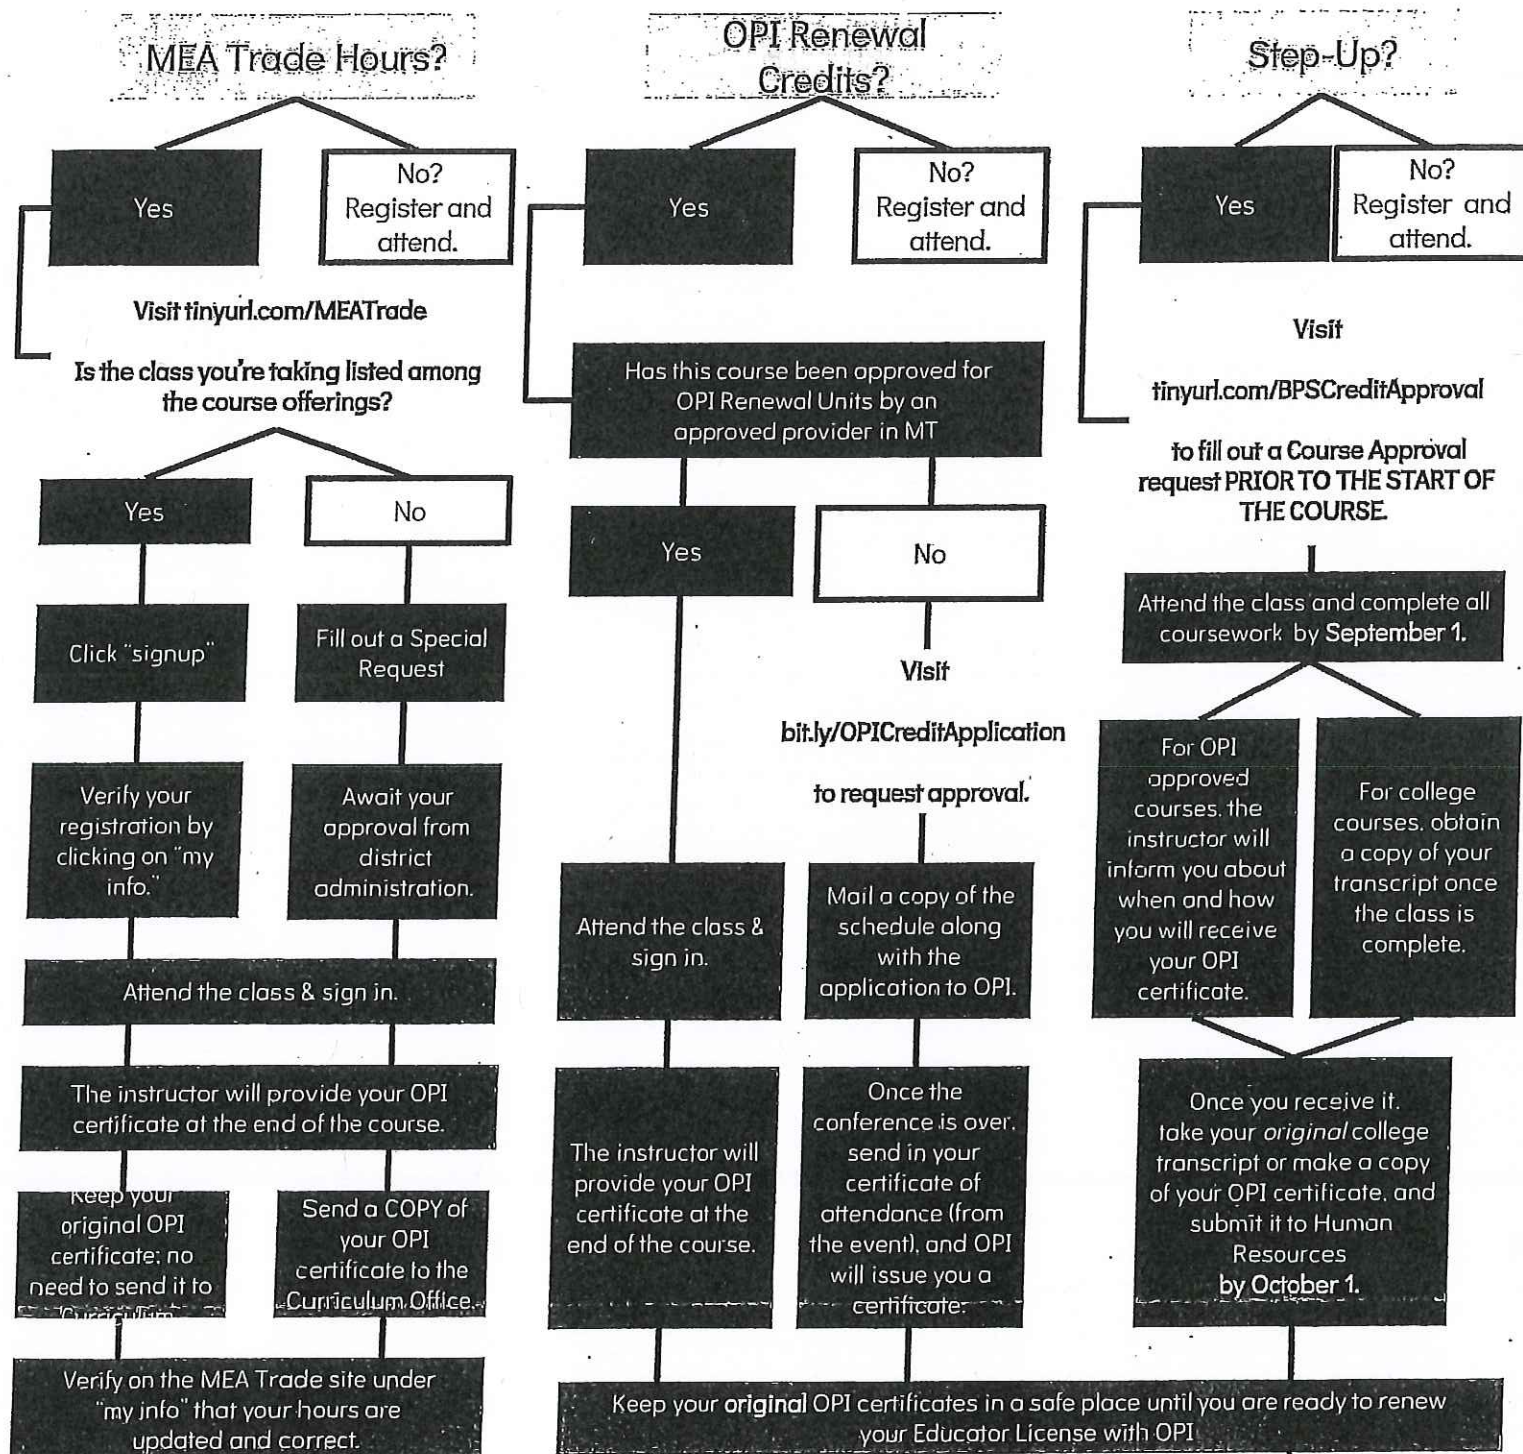 MEA Trade Hours?
Yes
No?
Register and
attend.
Visit tinyurl.com/MEATrade
Is the class you're taking listed among
the course offerings?
Yes
No
Click "signup"
Fill out a Special
Request
Verify your
registration by
clicking on "my
info."
Await your
approval from
district
administration.
Attend the class & sign in.
The instructor will provide your OPI
certificate at the end of the course.
Keep your
original OPI
certificate; no
need to send it to
Curriculum
Send a COPY of
your OPI
certificate to the
Curriculum Office.
Verify on the MEA Trade site under
"my info" that your hours are
updated and correct.
OPI Renewal
Credits?
Yes
No?
Register and
attend.
Has this course been approved for
OPI Renewal Units by an
approved provider in MT
Yes
No
Visit
bit.ly/OPICreditApplication
to request approval.
Attend the class &
sign in.
Mail a copy of the
schedule along
with the
application to OPI.
The instructor will
provide your OPI
certificate at the
end of the course.
Once the
conference is over,
send in your
certificate of
attendance (from
the event), and OPI
will issue you a
certificate.
Step-Up?
Yes
No?
Register and
attend.
Visit
tinyurl.com/BPSCreditApproval
to fill out a Course Approval
request PRIOR TO THE START OF
THE COURSE.
Attend the class and complete all
coursework by September 1.
For OPI
approved
courses, the
instructor will
inform you about
when and how
you will receive
your OPI
certificate.
For college
courses, obtain
a copy of your
transcript once
the class is
complete.
Once you receive it,
take your original college
transcript or make a copy
of your OPI certificate, and
submit it to Human
Resources
by October 1.
Keep your original OPI certificates in a safe place until you are ready to renew
your Educator License with OPI